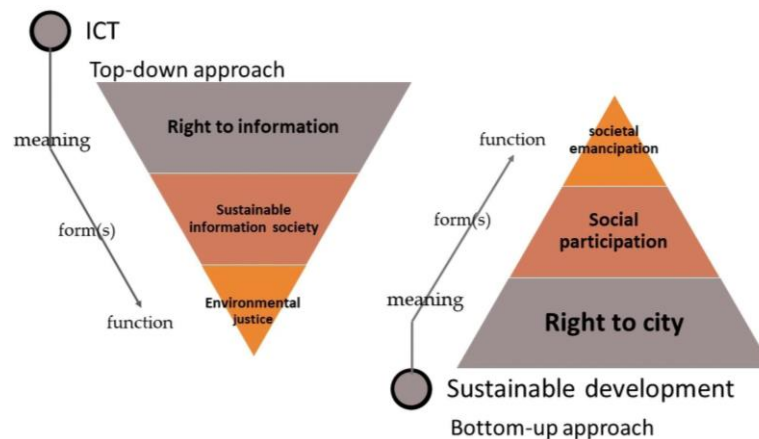 ICT
Top-down approach
Right to information
meaning
Sustainable
information society
form(s)
Environmental
justice
function
societal
emancipation
function
Social
participation
form(s)
meaning
Right to city
Sustainable development
Bottom-up approach